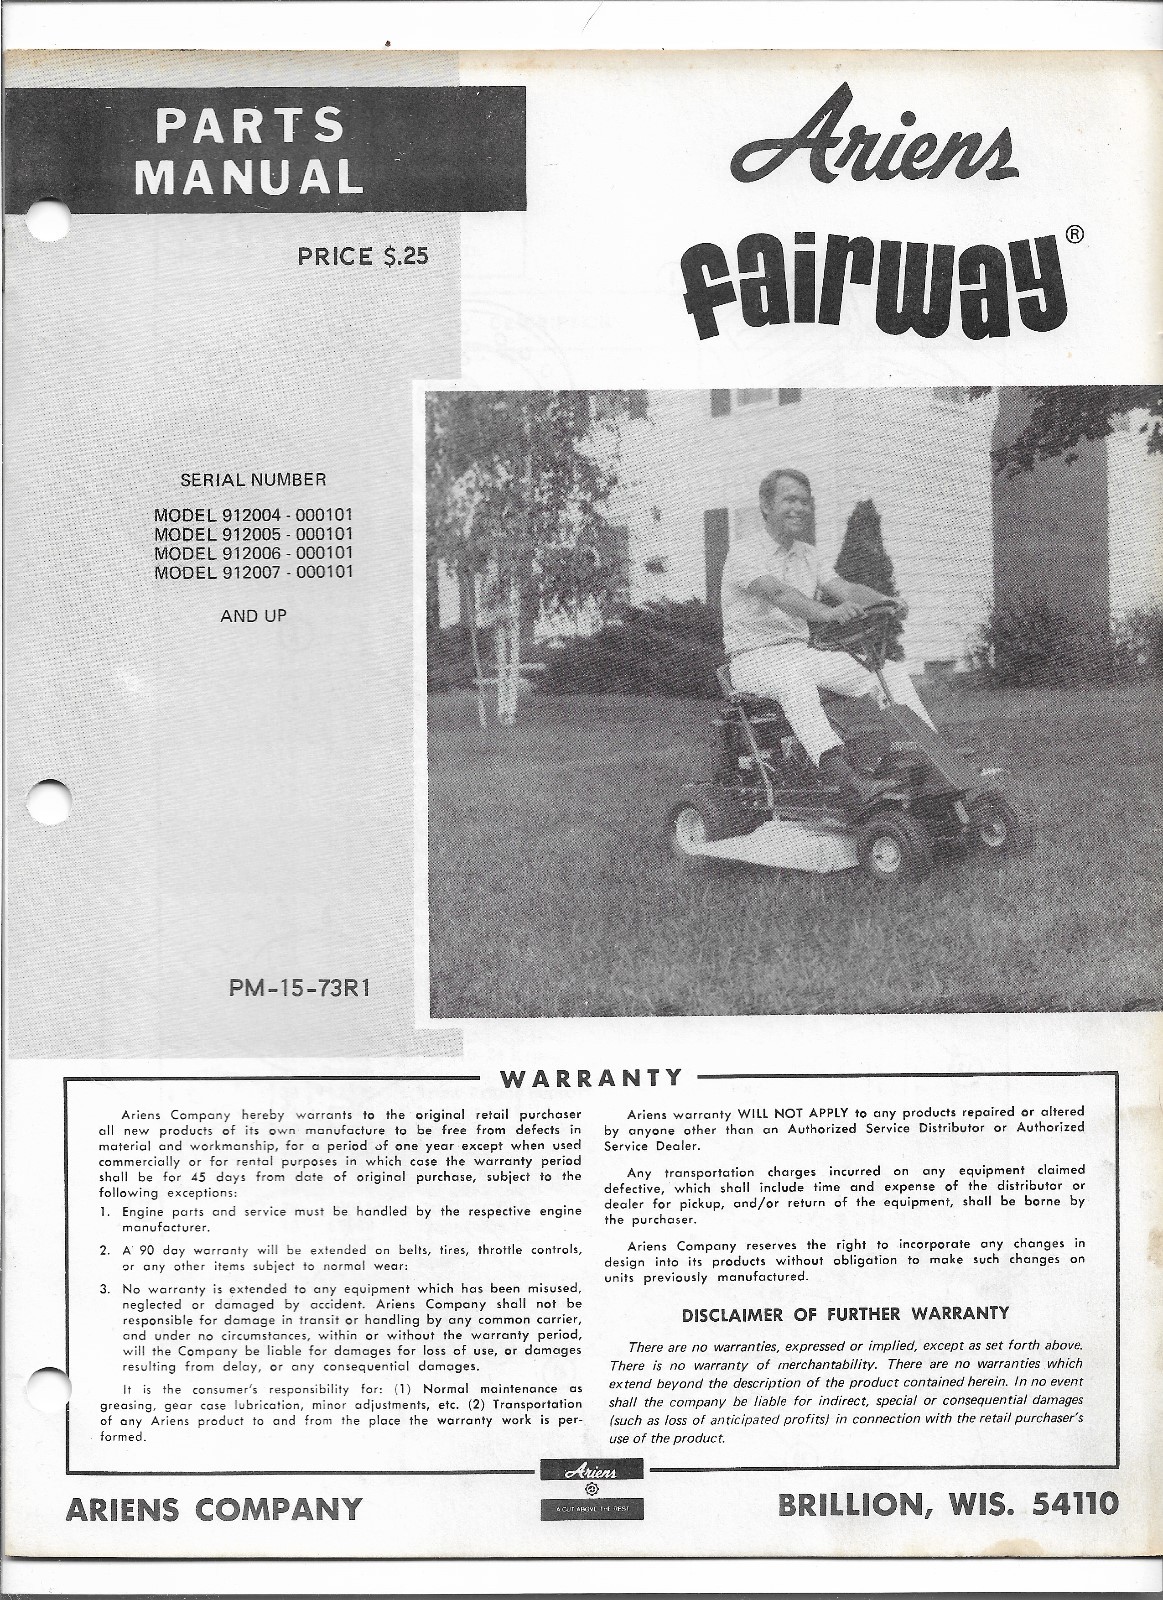 PARTS
MANUAL
PRICE $.25
Ariens
fairway®
SERIAL NUMBER
MODEL 912004 - 000101
MODEL 912005 - 000101
MODEL 912006 - 000101
MODEL 912007 - 000101
AND UP
PM-15-73R1
WARRANTY
Ariens Company hereby warrants to the original retail purchaser
all new products of its own manufacture to be free from defects in
material and workmanship, for a period of one year except when used
commercially or for rental purposes in which case the warranty period
shall be for 45 days from date of original purchase, subject to the
following exceptions:
1. Engine parts and service must be handled by the respective engine
manufacturer.
2. A 90 day warranty will be extended on belts, tires, throttle controls,
or any other items subject to normal wear:
3. No warranty is extended to any equipment which has been misused,
neglected or damaged by accident. Ariens Company shall not be
responsible for damage in transit or handling by any common carrier,
and under no circumstances, within or without the warranty period,
will the Company be liable for damages for loss of use, or damages
resulting from delay, or any consequential damages.
It is the consumer's responsibility for: (1) Normal maintenance as
greasing, gear case lubrication, minor adjustments, etc. (2) Transportation
of any Ariens product to and from the place the warranty work is per-
formed.
Ariens warranty WILL NOT APPLY to any products repaired or altered
by anyone other than an Authorized Service Distributor or Authorized
Service Dealer.
Any transportation charges incurred on any equipment claimed
defective, which shall include time and expense of the distributor or
dealer for pickup, and/or return of the equipment, shall be borne by
the purchaser.
Ariens Company reserves the right to incorporate any changes in
design into its products without obligation to make such changes on
units previously manufactured.
DISCLAIMER OF FURTHER WARRANTY
There are no warranties, expressed or implied, except as set forth above.
There is no warranty of merchantability. There are no warranties which
extend beyond the description of the product contained herein. In no event
shall the company be liable for indirect, special or consequential damages
(such as loss of anticipated profits) in connection with the retail purchaser's
use of the product.
Ariens
A CUT ABOVE THE REST
ARIENS COMPANY
BRILLION, WIS. 54110